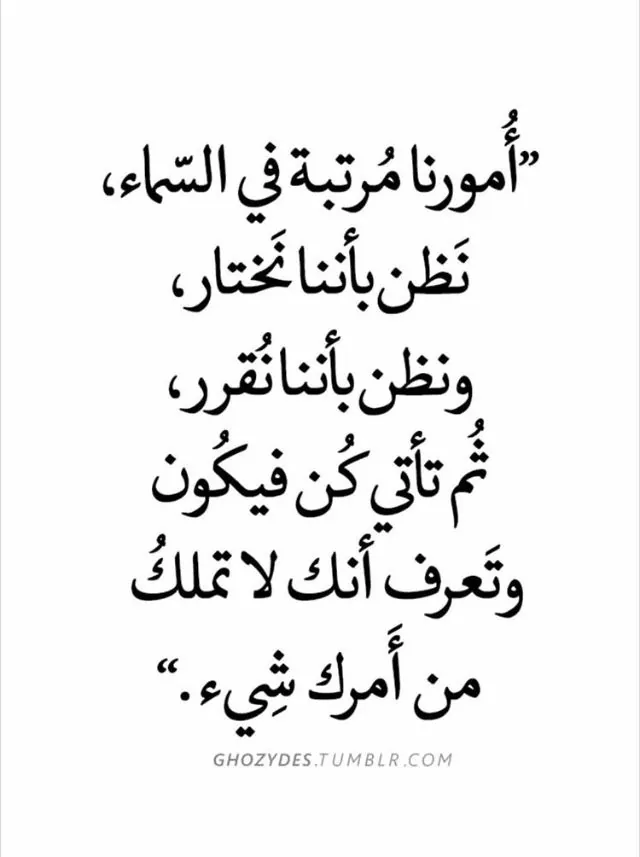 ”أُمورنا مُرتبة في السّماء،
نَظن بأننا نَختار،
ونظن بأننا نُقرر،
ثُم تأتي كُن فيكُون
وتَعرف أنك لا تملكُ
من أَمرك شِيء .“
GHOZYDES.TUMBLR.COM